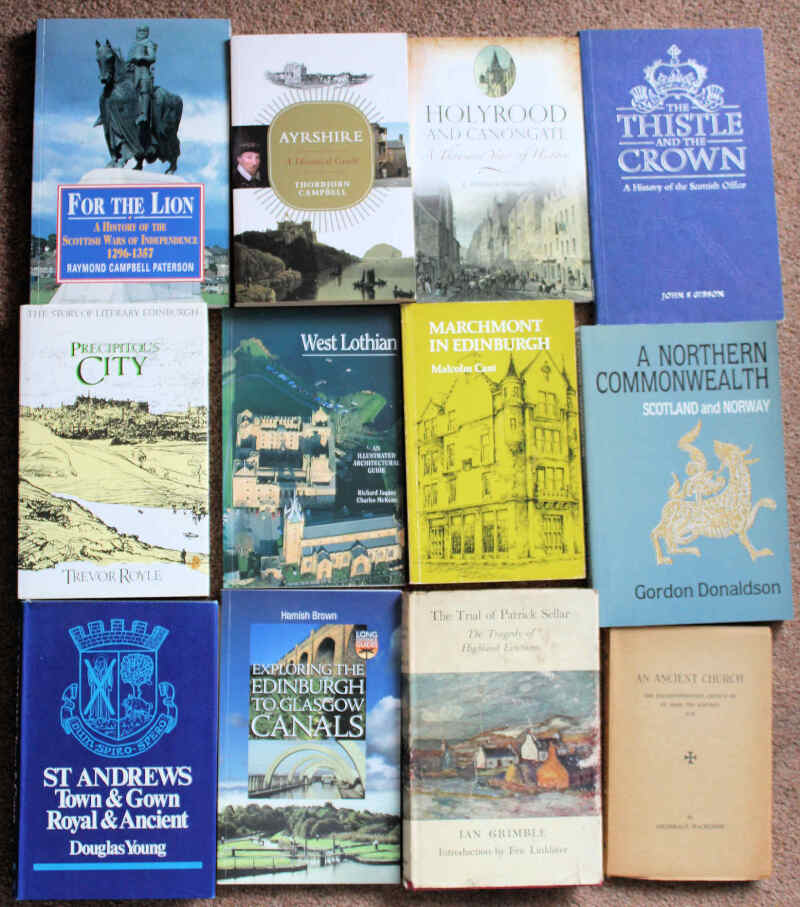 FOR THE LION
A HISTORY OF THE
SCOTTISH WARS OF INDEPENDENCE
1296-1357
RAYMOND CAMPBELL PATERSON
AYRSHIRE
A Historical Guide
THORBJÖRN
CAMPBELL
HOLYROOD
AND CANONGATE
A Thousand Years of History
THE
THISTLE
AND THE
CROWN
A History of the Scottish Office
JOHN S GIBSON
THE STORY OF LITERARY EDINBURGH
PRECIPITOUS
CITY
TREVOR ROYLE
West Lothian
AN
ILLUSTRATED
ARCHITECTURAL
GUIDE
Richard Jaques
Charles McKean
MARCHMONT
IN EDINBURGH
Malcolm Cant
A NORTHERN
COMMONWEALTH
SCOTLAND and NORWAY
Gordon Donaldson
DUM·SPIRO·SPERO
ST ANDREWS
Town & Gown
Royal & Ancient
Douglas Young
Hamish Brown
LONG
DISTANCE
GUIDES
EXPLORING THE
EDINBURGH
TO GLASGOW
CANALS
The Trial of Patrick Sellar
The Tragedy of
Highland Evictions
IAN GRIMBLE
Introduction by Eric Linklater
AN ANCIENT CHURCH
By